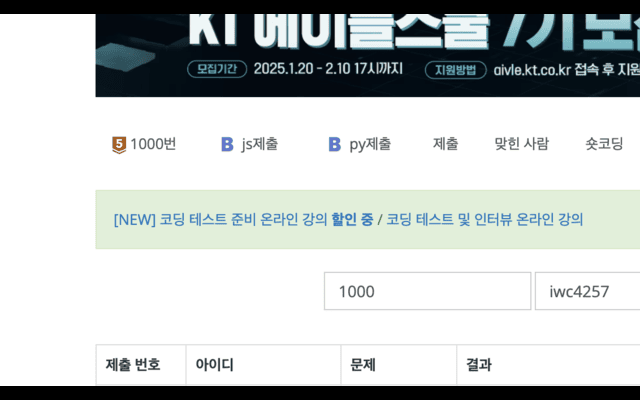 KT 에이블스쿨 7기 모집
모집기간 2025.1.20 - 2.10 17시까지 지원방법 aivle.kt.co.kr 접속 후 지원
5 1000번 B js제출 B py제출 제출 맞힌 사람 숏코딩
[NEW] 코딩 테스트 준비 온라인 강의 할인 중 / 코딩 테스트 및 인터뷰 온라인 강의
1000 iwc4257
제출 번호 아이디 문제 결과